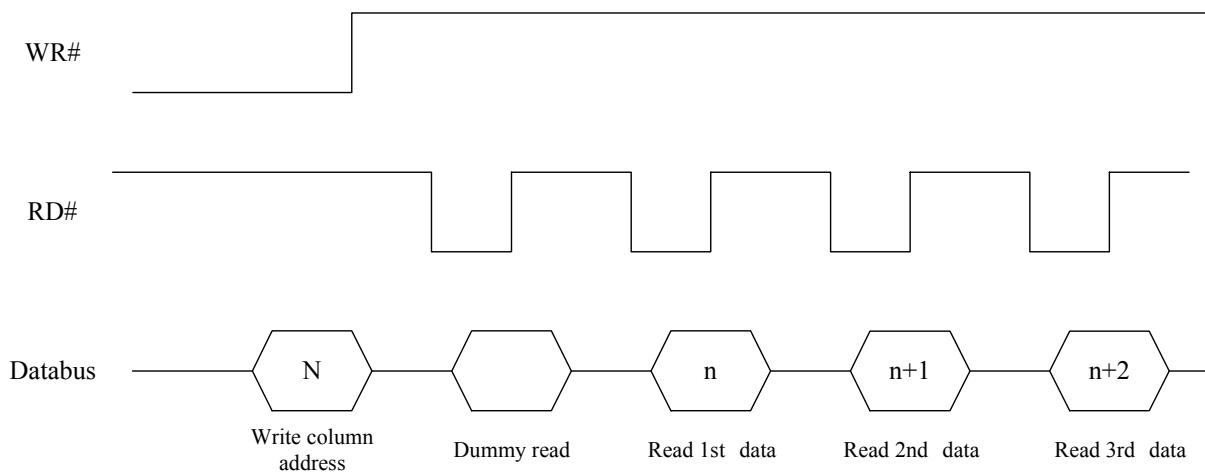 WR#
RD#
Databus
N
n
n+1
n+2
Write column
address
Dummy read
Read 1st data
Read 2nd data
Read 3rd data